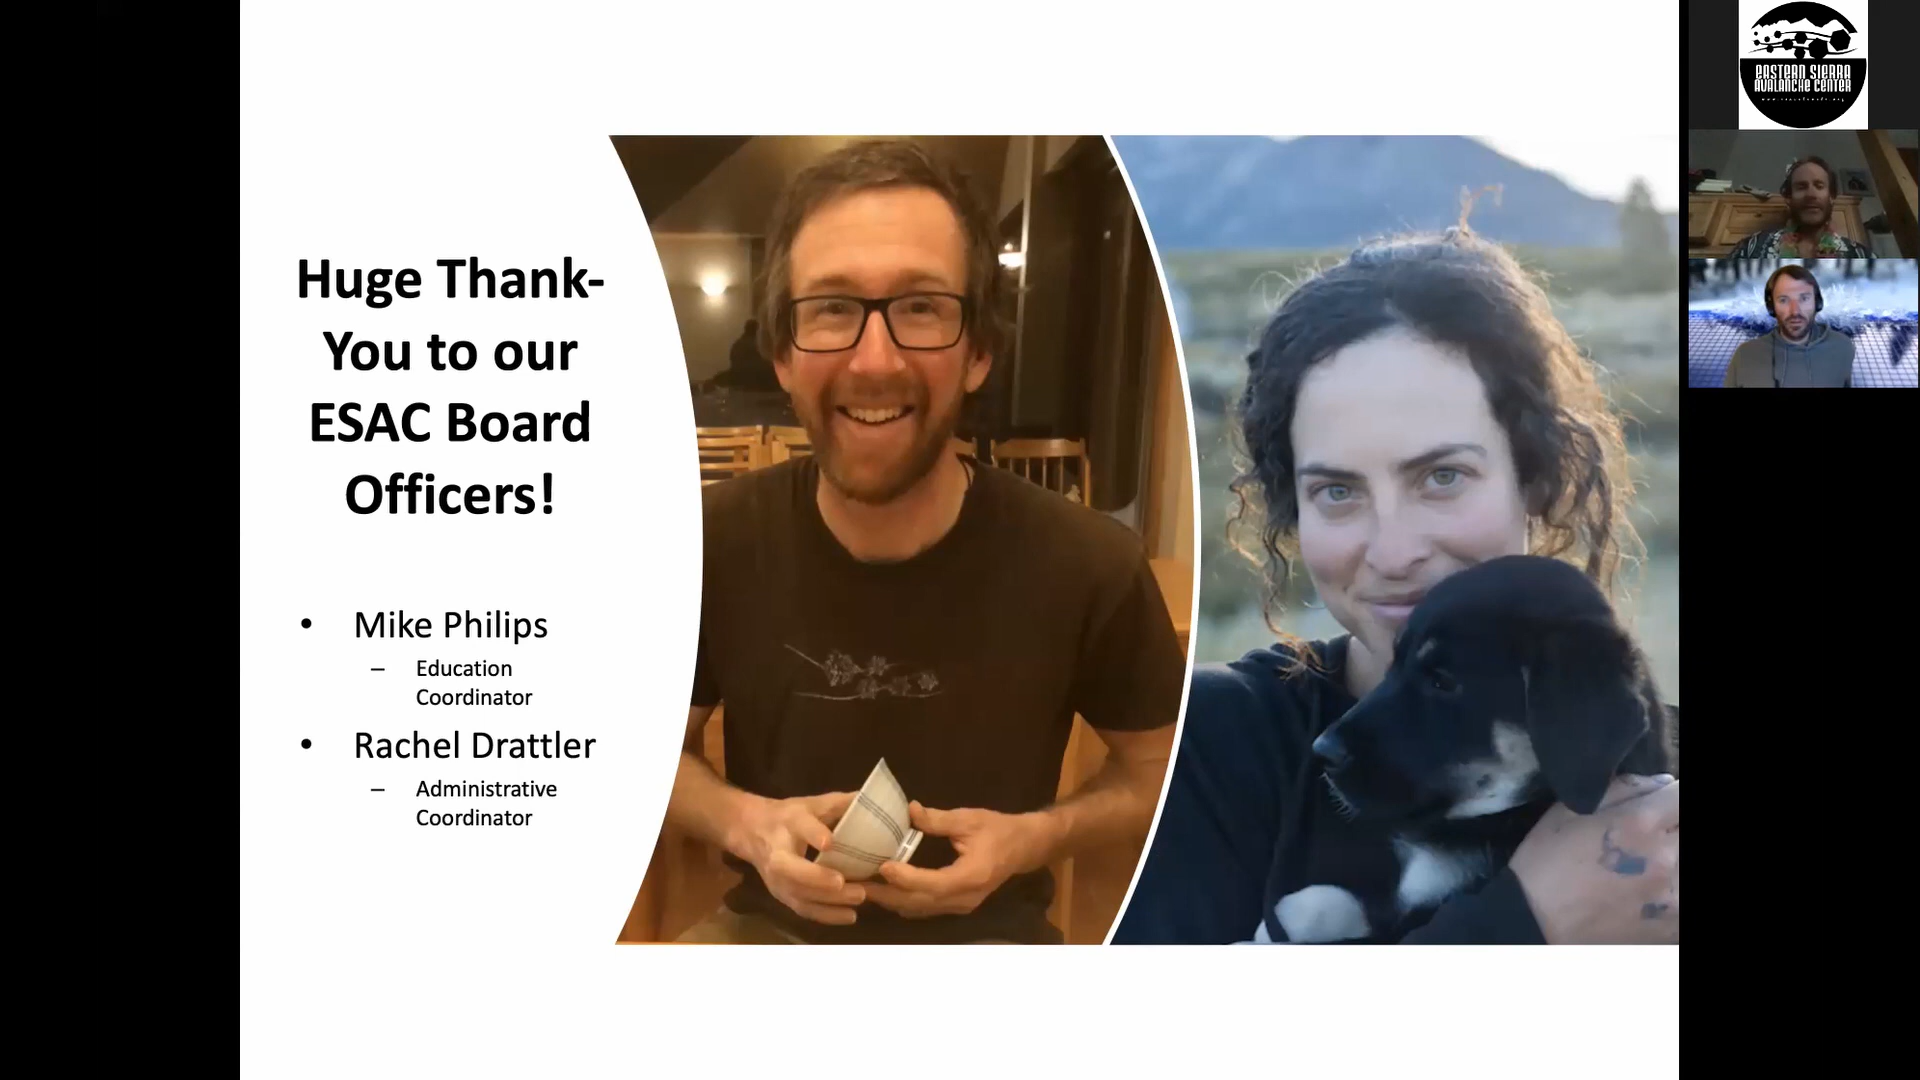 Huge Thank-
You to our
ESAC Board
Officers!
• Mike Philips
– Education
Coordinator
• Rachel Drattler
– Administrative
Coordinator
EASTERN SIERRA
AVALANCHE CENTER